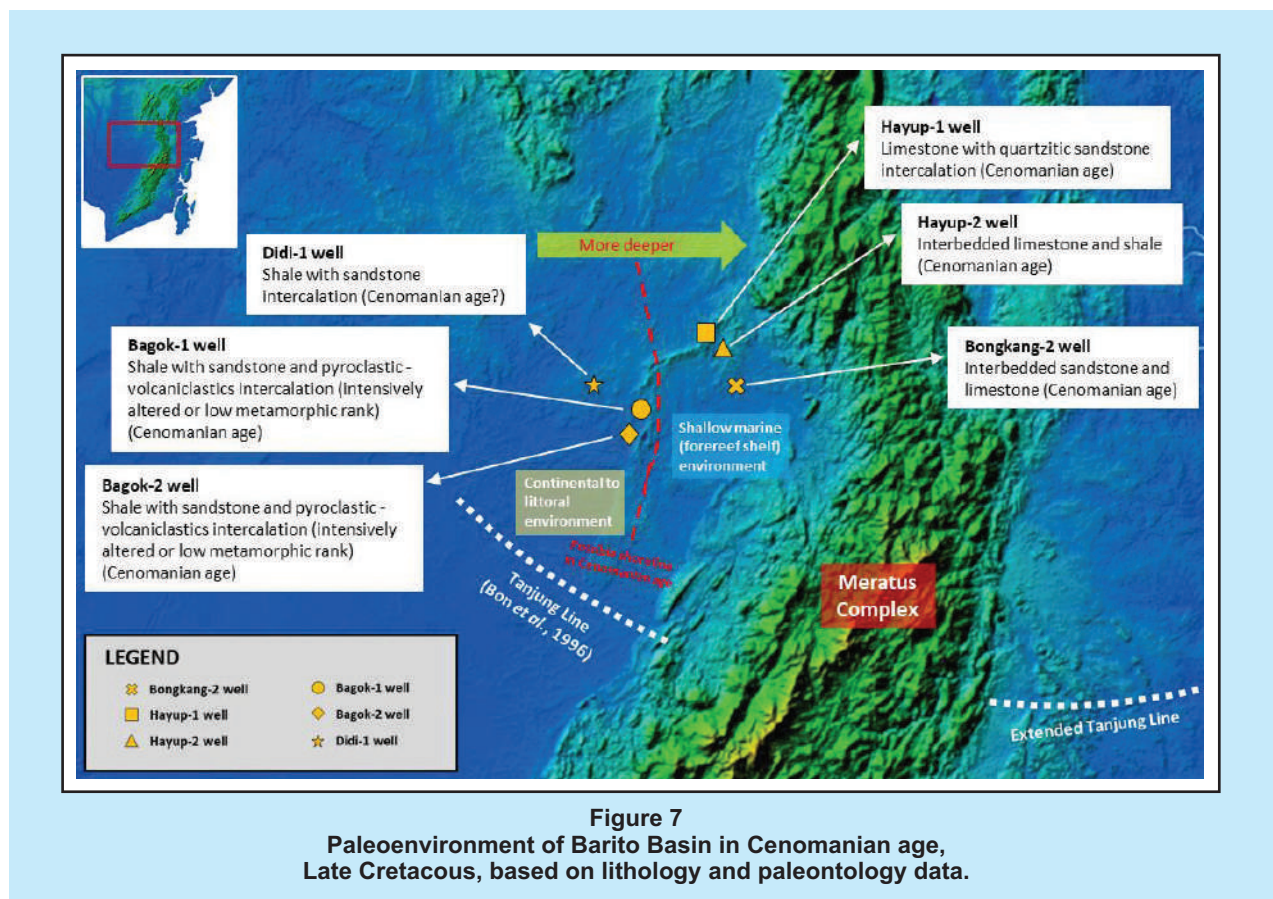 Hayup-1 well
Limestone with quartzitic sandstone
intercalation (Cenomanian age)
Hayup-2 well
Interbedded limestone and shale
(Cenomanian age)
More deeper
Didi-1 well
Shale with sandstone
intercalation (Cenomanian age?)
Bagok-1 well
Shale with sandstone and pyroclastic -
volcaniclastics intercalation (intensively
altered or low metamorphic rank)
(Cenomanian age)
Bongkang-2 well
Interbedded sandstone and
limestone (Cenomanian age)
Shallow marine
(forereef shelf)
environment
Bagok-2 well
Shale with sandstone and pyroclastic -
volcaniclastics intercalation (intensively
altered or low metamorphic rank)
(Cenomanian age)
Continental to
littoral
environment
Possible shoreline
in Cenomanian age
Tanjung Line
(Bon et al., 1996)
Meratus
Complex
Extended Tanjung Line
LEGEND
Bongkang-2 well
Hayup-1 well
Hayup-2 well
Bagok-1 well
Bagok-2 well
Didi-1 well
Figure 7
Paleoenvironment of Barito Basin in Cenomanian age,
Late Cretacous, based on lithology and paleontology data.